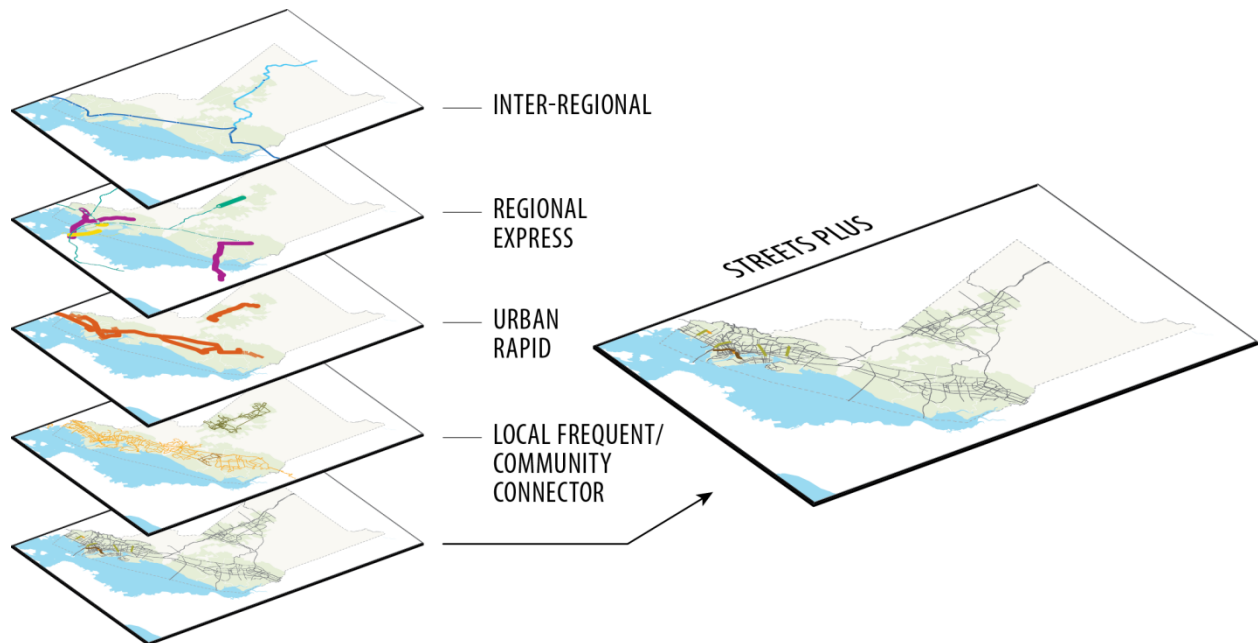 INTER-REGIONAL
REGIONAL
EXPRESS
URBAN
RAPID
LOCAL FREQUENT/
COMMUNITY
CONNECTOR
STREETS PLUS